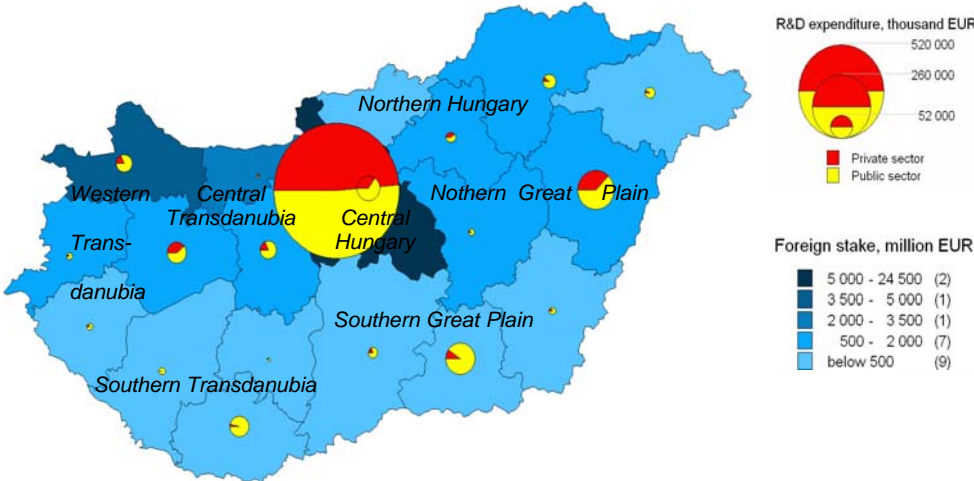 R&D expenditure, thousand EUR
520 000
260 000
52 000
Private sector
Public sector
Northern Hungary
Western Central Nothern Great Plain
Transdanubia Central
Trans- Hungary
danubia
Southern Great Plain
Southern Transdanubia
Foreign stake, million EUR
5 000 - 24 500 (2)
3 500 - 5 000 (1)
2 000 - 3 500 (1)
500 - 2 000 (7)
below 500 (9)